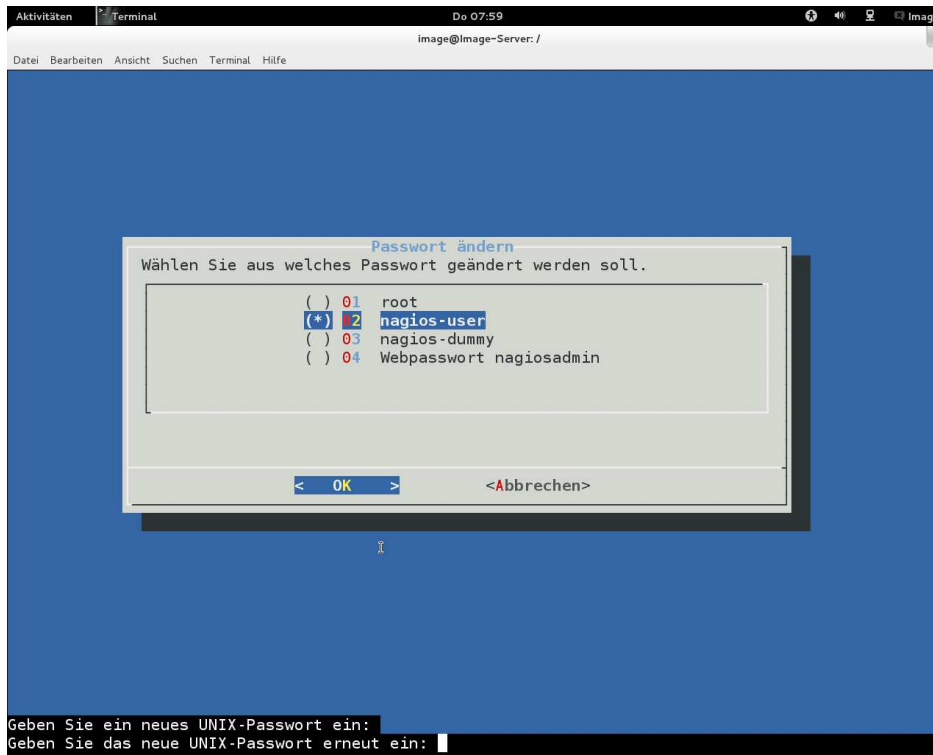 Aktivitäten Terminal Do 07:59 Imag
image@Image-Server: /
Datei Bearbeiten Ansicht Suchen Terminal Hilfe
Passwort ändern
Wählen Sie aus welches Passwort geändert werden soll.
( ) 01 root
(*) 02 nagios-user
( ) 03 nagios-dummy
( ) 04 Webpasswort nagiosadmin
< OK > <Abbrechen>
Geben Sie ein neues UNIX-Passwort ein:
Geben Sie das neue UNIX-Passwort erneut ein: